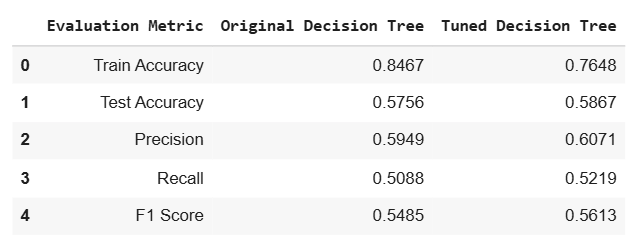 Evaluation Metric Original Decision Tree Tuned Decision Tree
0 Train Accuracy 0.8467 0.7648
1 Test Accuracy 0.5756 0.5867
2 Precision 0.5949 0.6071
3 Recall 0.5088 0.5219
4 F1 Score 0.5485 0.5613